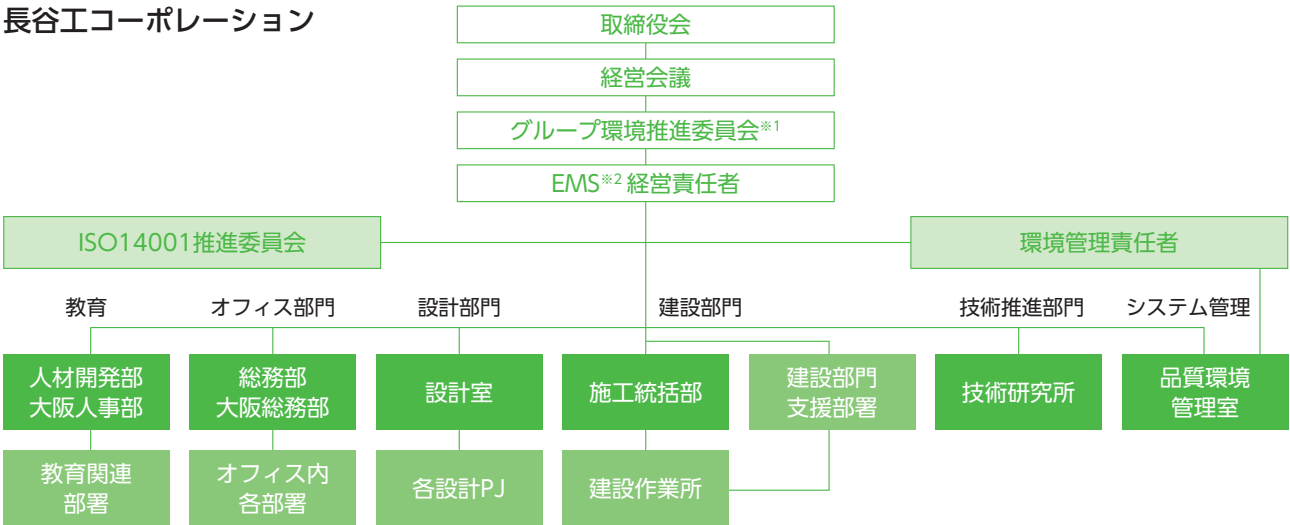 長谷工コーポレーション
取締役会
経営会議
グループ環境推進委員会※1
EMS※2 経営責任者
ISO14001推進委員会
環境管理責任者
教育
オフィス部門
設計部門
建設部門
技術推進部門
システム管理
人材開発部
大阪人事部
総務部
大阪総務部
設計室
施工統括部
建設部門
支援部署
技術研究所
品質環境
管理室
教育関連
部署
オフィス内
各部署
各設計PJ
建設作業所